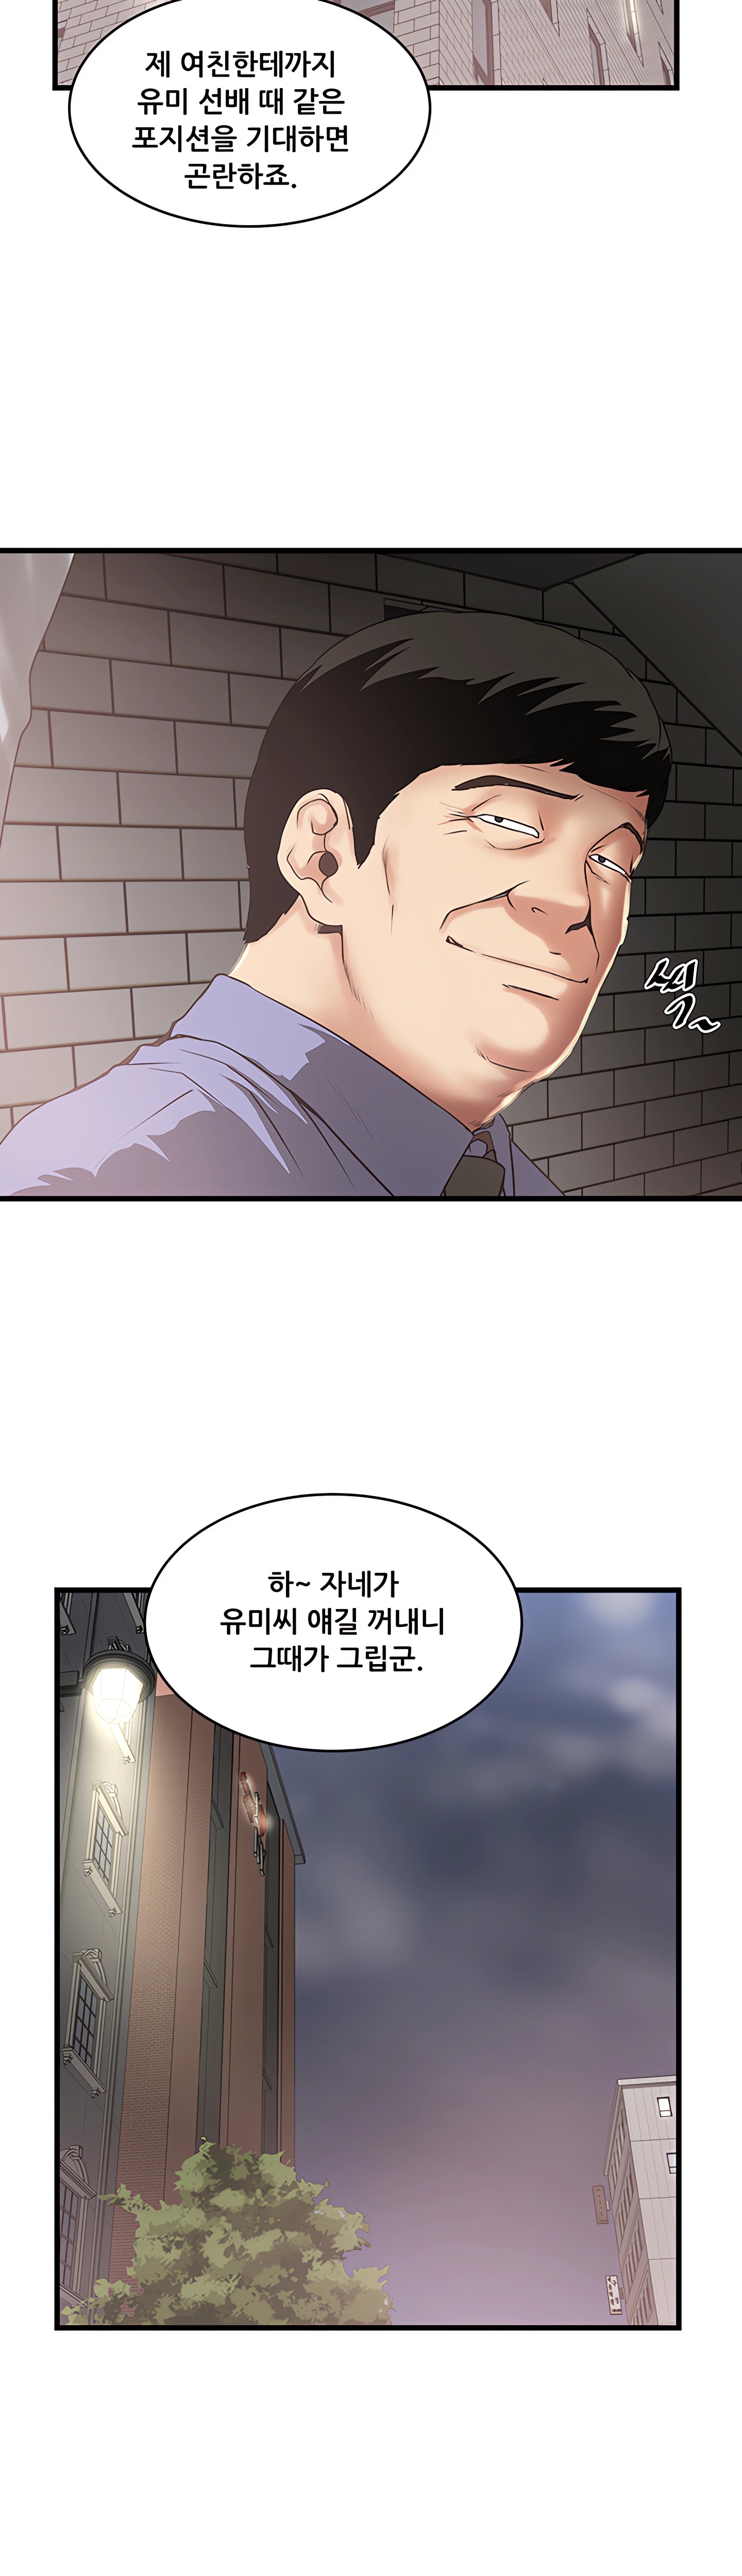 제 여친한테까지
유미 선배 때 같은
포지션을 기대하면
곤란하죠.
씩~
하~ 자네가
유미씨 얘길 꺼내니
그때가 그립군.